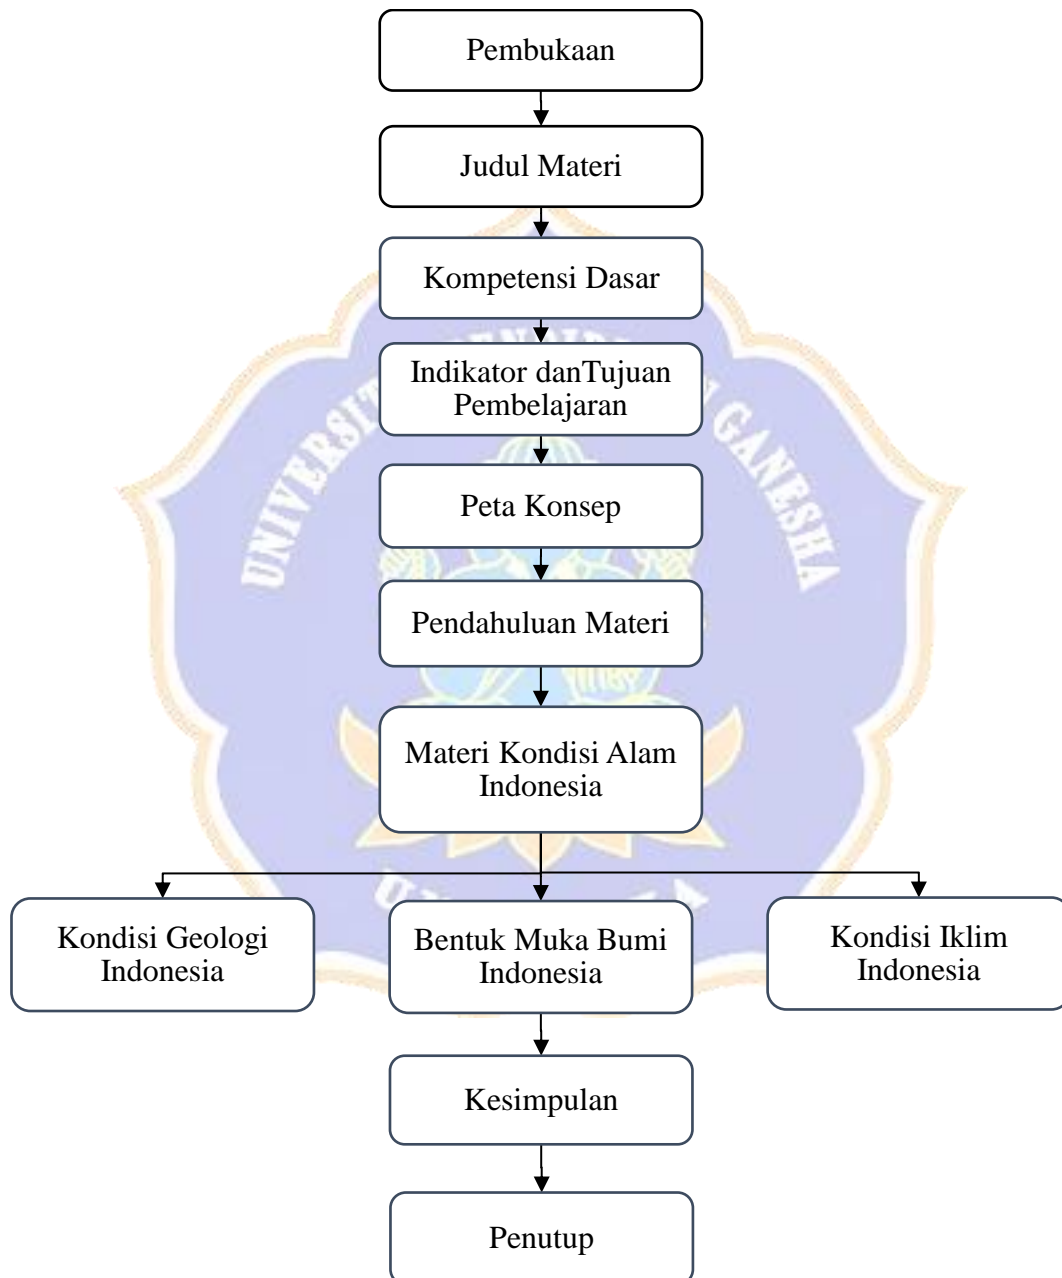 Pembukaan
Judul Materi
Kompetensi Dasar
Indikator danTujuan
Pembelajaran
Peta Konsep
Pendahuluan Materi
Materi Kondisi Alam
Indonesia
Kondisi Geologi
Indonesia
Bentuk Muka Bumi
Indonesia
Kondisi Iklim
Indonesia
Kesimpulan
Penutup
GANESHA